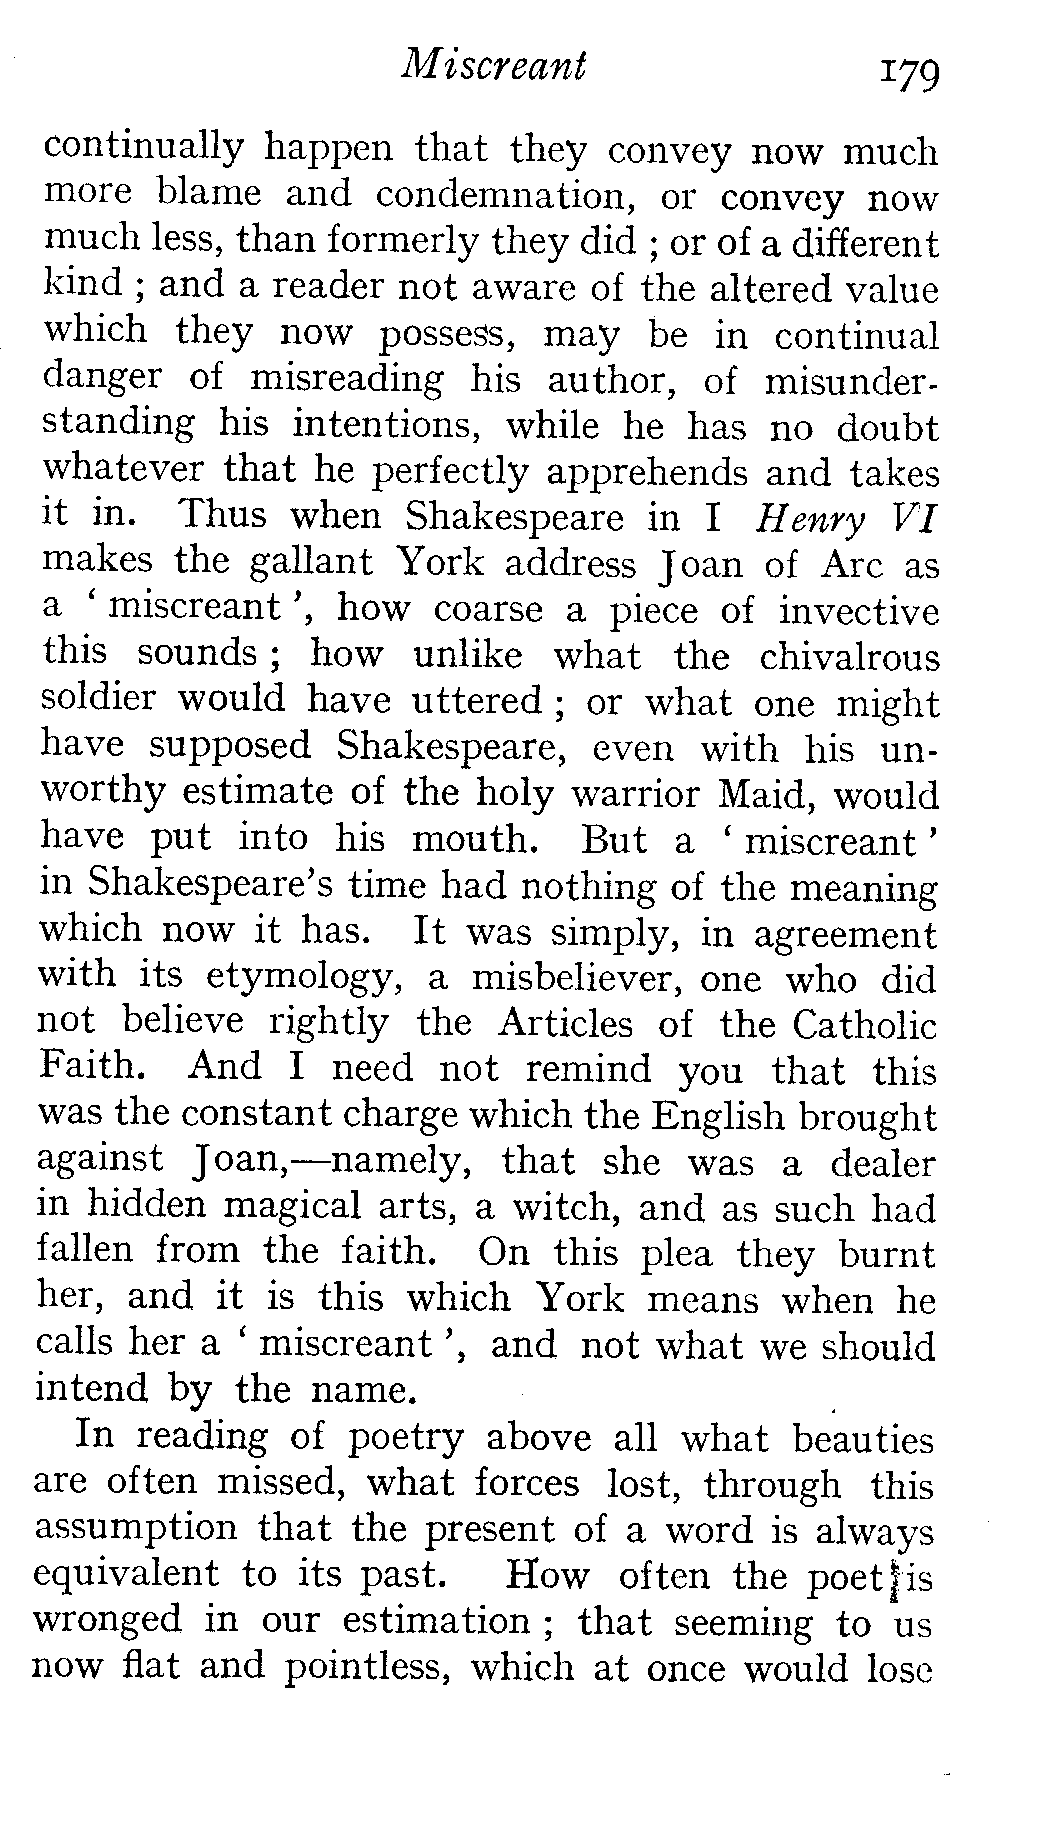 Miscreant 179
continually happen that they convey now much
more blame and condemnation, or convey now
much less, than formerly they did ; or of a different
kind ; and a reader not aware of the altered value
which they now possess, may be in continual
danger of misreading his author, of misunder-
standing his intentions, while he has no doubt
whatever that he perfectly apprehends and takes
it in. Thus when Shakespeare in I Henry VI
makes the gallant York address Joan of Arc as
a ‘ miscreant ’, how coarse a piece of invective
this sounds ; how unlike what the chivalrous
soldier would have uttered ; or what one might
have supposed Shakespeare, even with his un-
worthy estimate of the holy warrior Maid, would
have put into his mouth. But a ‘ miscreant ’
in Shakespeare's time had nothing of the meaning
which now it has. It was simply, in agreement
with its etymology, a misbeliever, one who did
not believe rightly the Articles of the Catholic
Faith. And I need not remind you that this
was the constant charge which the English brought
against Joan,—namely, that she was a dealer
in hidden magical arts, a witch, and as such had
fallen from the faith. On this plea they burnt
her, and it is this which York means when he
calls her a ‘ miscreant ’, and not what we should
intend by the name.
In reading of poetry above all what beauties
are often missed, what forces lost, through this
assumption that the present of a word is always
equivalent to its past. How often the poet is
wronged in our estimation ; that seeming to us
now flat and pointless, which at once would lose